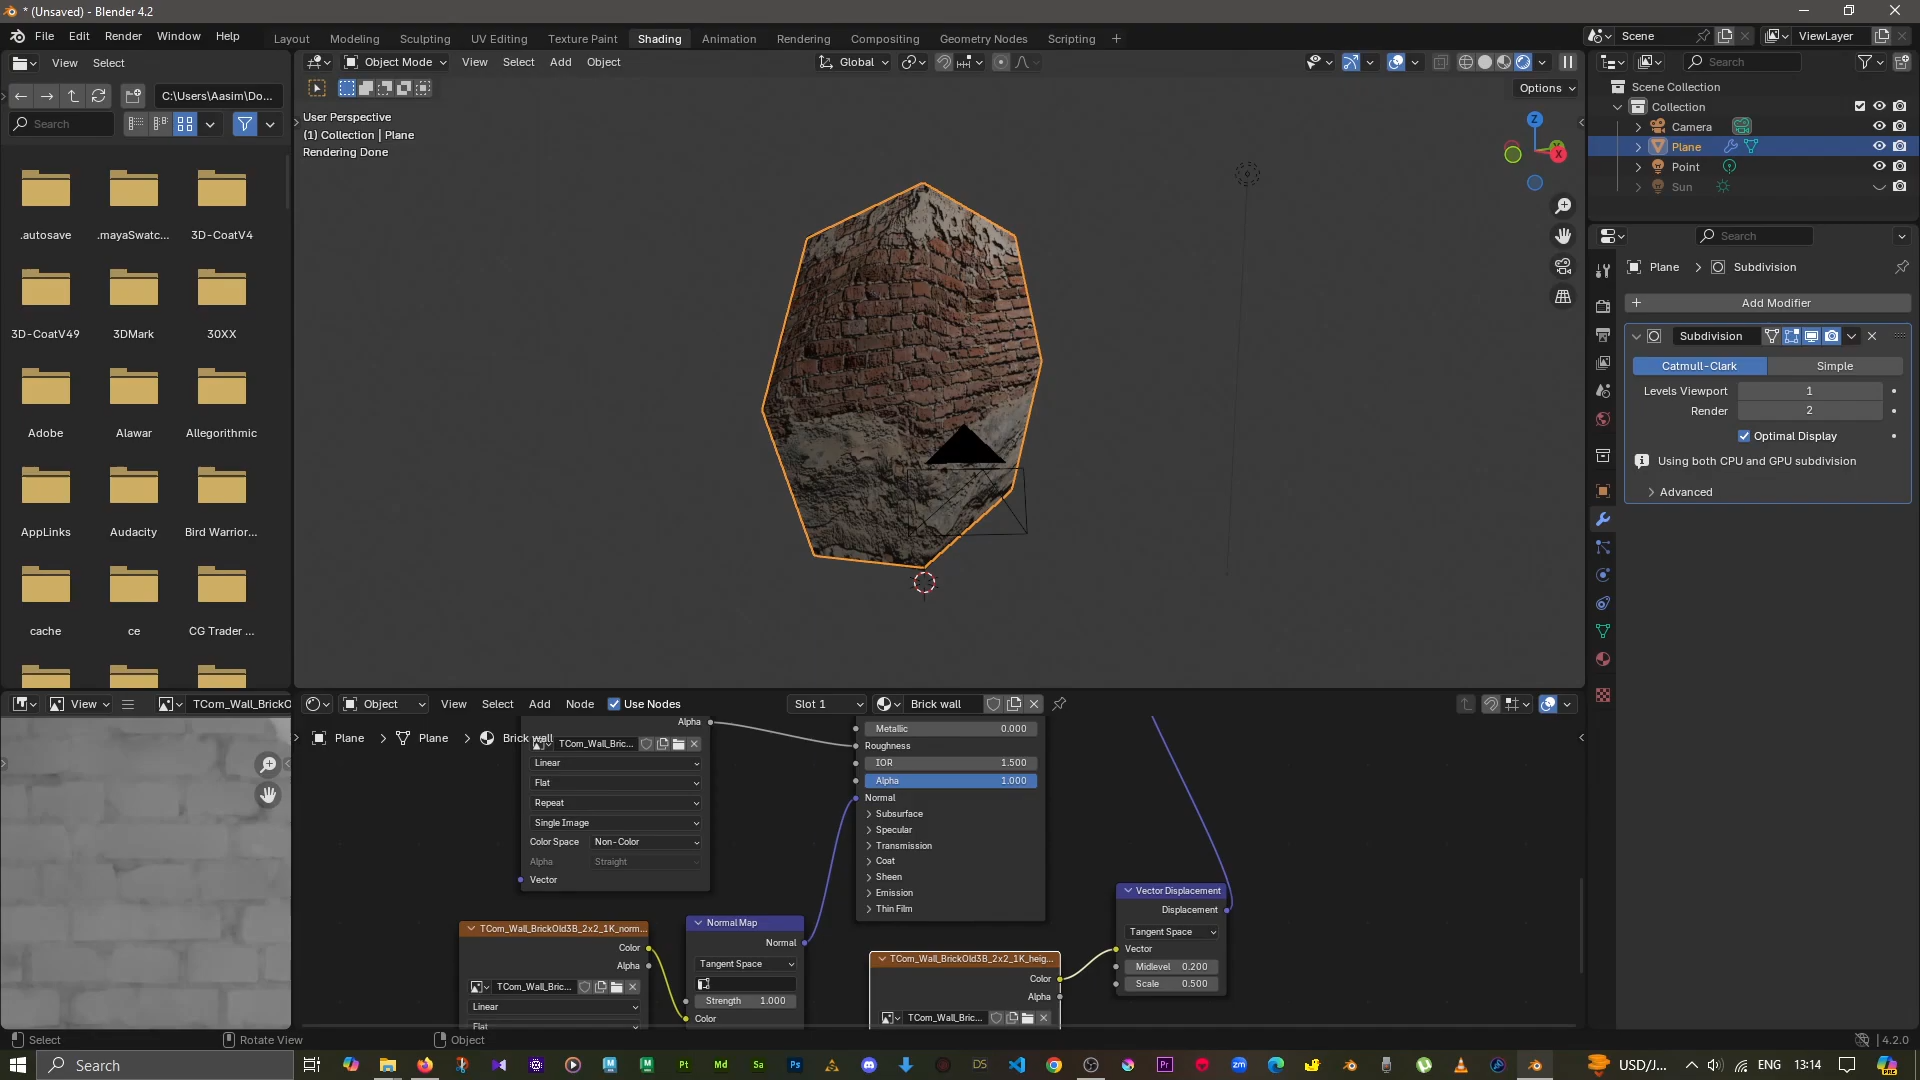 * (Unsaved) - Blender 4.2
File Edit Render Window Help
Layout Modeling Sculpting UV Editing Texture Paint Shading Animation Rendering Compositing Geometry Nodes Scripting +
Scene
ViewLayer
View Select
C:\Users\Aasim\Do...
Search
.autosave .mayaSwatc... 3D-CoatV4
3D-CoatV49 3DMark 30XX
Adobe Alawar Allegorithmic
AppLinks Audacity Bird Warrior...
cache ce CG Trader ...
Object Mode View Select Add Object
Global
Options
User Perspective
(1) Collection | Plane
Rendering Done
Z
X
Search
Scene Collection
Collection
Camera
Plane
Point
Sun
Search
Plane > Subdivision
+ Add Modifier
Subdivision
Catmull-Clark Simple
Levels Viewport 1
Render 2
Optimal Display
Using both CPU and GPU subdivision
Advanced
View
TCom_Wall_BrickO
Object View Select Add Node Use Nodes
Slot 1
Brick wall
Plane > Plane > Brick wall
Alpha
TCom_Wall_Bric...
Linear
Flat
Repeat
Single Image
Color Space Non-Color
Alpha Straight
Vector
Metallic 0.000
Roughness
IOR 1.500
Alpha 1.000
Normal
Subsurface
Specular
Transmission
Coat
Sheen
Emission
Thin Film
TCom_Wall_BrickOld3B_2x2_1K_norm...
Color
Alpha
TCom_Wall_Bric...
Linear
Flat
Normal Map
Normal
Tangent Space
Strength 1.000
Color
TCom_Wall_BrickOld3B_2x2_1K_heig...
Color
Alpha
TCom_Wall_Bric...
Vector Displacement
Displacement
Tangent Space
Vector
Midlevel 0.200
Scale 0.500
Select
Rotate View
Object
4.2.0
Search
Pt Md Sa Ps DS Pr zm
USD/J...
ENG 13:14